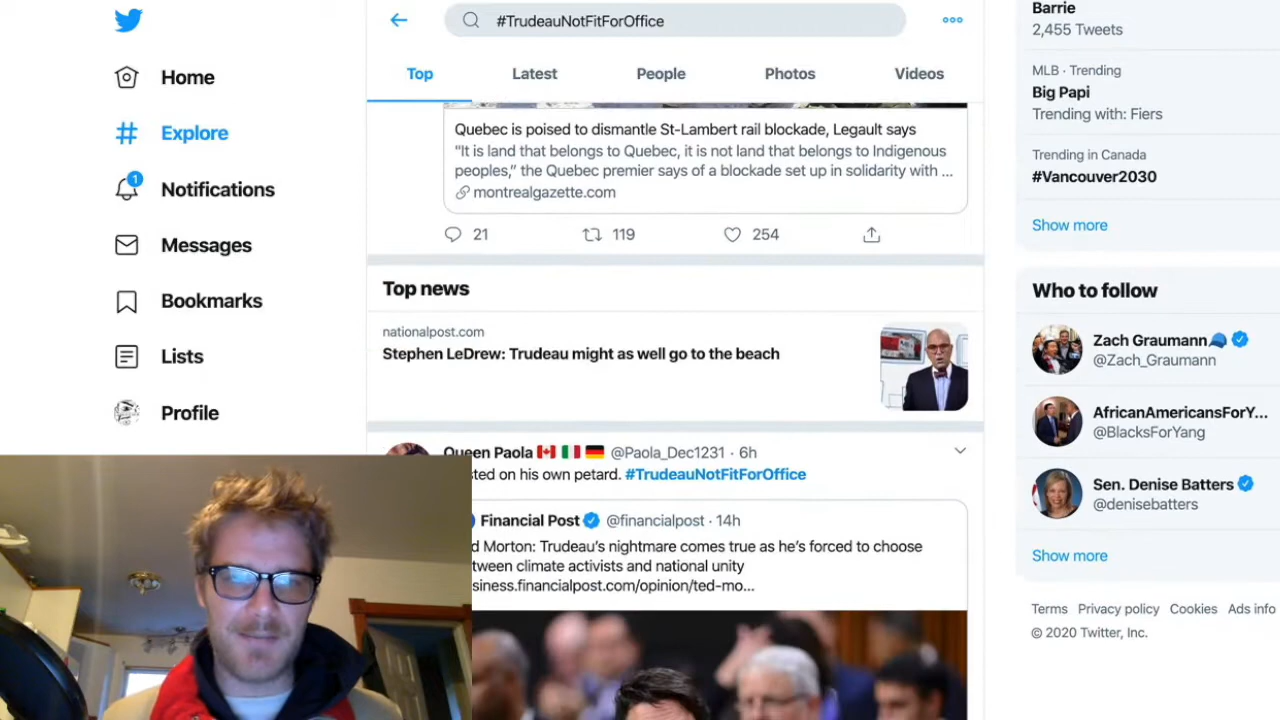 Home
Explore
1
Notifications
Messages
Bookmarks
Lists
Profile
#TrudeauNotFitForOffice
Top
Latest
People
Photos
Videos
Quebec is poised to dismantle St-Lambert rail blockade, Legault says
"It is land that belongs to Quebec, it is not land that belongs to Indigenous
peoples,” the Quebec premier says of a blockade set up in solidarity with ...
montrealgazette.com
21
119
254
Top news
nationalpost.com
Stephen LeDrew: Trudeau might as well go to the beach
Queen Paola @Paola_Dec1231 · 6h
sted on his own petard. #TrudeauNotFitForOffice
Financial Post @financialpost · 14h
d Morton: Trudeau’s nightmare comes true as he’s forced to choose
tween climate activists and national unity
siness.financialpost.com/opinion/ted-mo...
Barrie
2,455 Tweets
MLB · Trending
Big Papi
Trending with: Fiers
Trending in Canada
#Vancouver2030
Show more
Who to follow
Zach Graumann
@Zach_Graumann
AfricanAmericansForY...
@BlacksForYang
Sen. Denise Batters
@denisebatters
Show more
Terms Privacy policy Cookies Ads info
© 2020 Twitter, Inc.